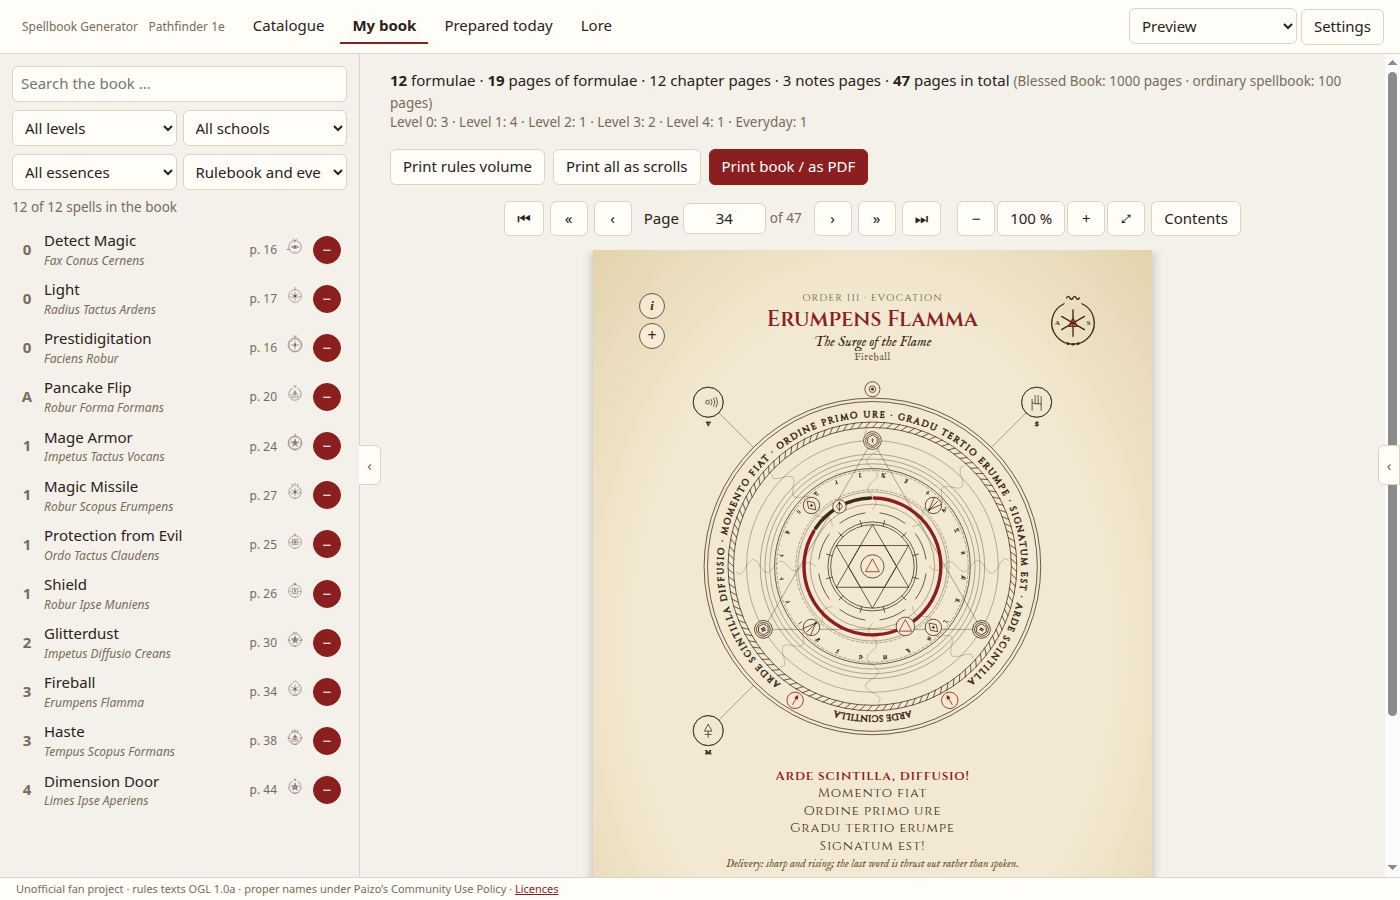 Spellbook Generator Pathfinder 1e Catalogue My book Prepared today Lore Preview Settings
Search the book ...
All levels All schools
All essences Rulebook and eve
12 of 12 spells in the book
0 Detect Magic p. 16
Fax Conus Cernens
0 Light p. 17
Radius Tactus Ardens
0 Prestidigitation p. 16
Faciens Robur
A Pancake Flip p. 20
Robur Forma Formans
1 Mage Armor p. 24
Impetus Tactus Vocans
1 Magic Missile p. 27
Robur Scopus Erumpens
1 Protection from Evil p. 25
Ordo Tactus Claudens
1 Shield p. 26
Robur Ipse Muniens
2 Glitterdust p. 30
Impetus Diffusio Creans
3 Fireball p. 34
Erumpens Flamma
3 Haste p. 38
Tempus Scopus Formans
4 Dimension Door p. 44
Limes Ipse Aperiens
12 formulae · 19 pages of formulae · 12 chapter pages · 3 notes pages · 47 pages in total (Blessed Book: 1000 pages · ordinary spellbook: 100
pages)
Level 0: 3 · Level 1: 4 · Level 2: 1 · Level 3: 2 · Level 4: 1 · Everyday: 1
Print rules volume Print all as scrolls Print book / as PDF
Page 34 of 47 100 % Contents
ORDER III · EVOCATION
ERUMPENS FLAMMA
The Surge of the Flame
Fireball
A S
V
S
M
ARDE SCINTILLA DIFFUSIO · MOMENTO FIAT · ORDINE PRIMO URE · GRADU TERTIO ERUMPE · SIGNATUM EST · ARDE SCINTILLA
ARDE SCINTILLA
ARDE SCINTILLA, DIFFUSIO!
MOMENTO FIAT
ORDINE PRIMO URE
GRADU TERTIO ERUMPE
SIGNATUM EST!
Delivery: sharp and rising; the last word is thrust out rather than spoken.
Unofficial fan project · rules texts OGL 1.0a · proper names under Paizo's Community Use Policy · Licences